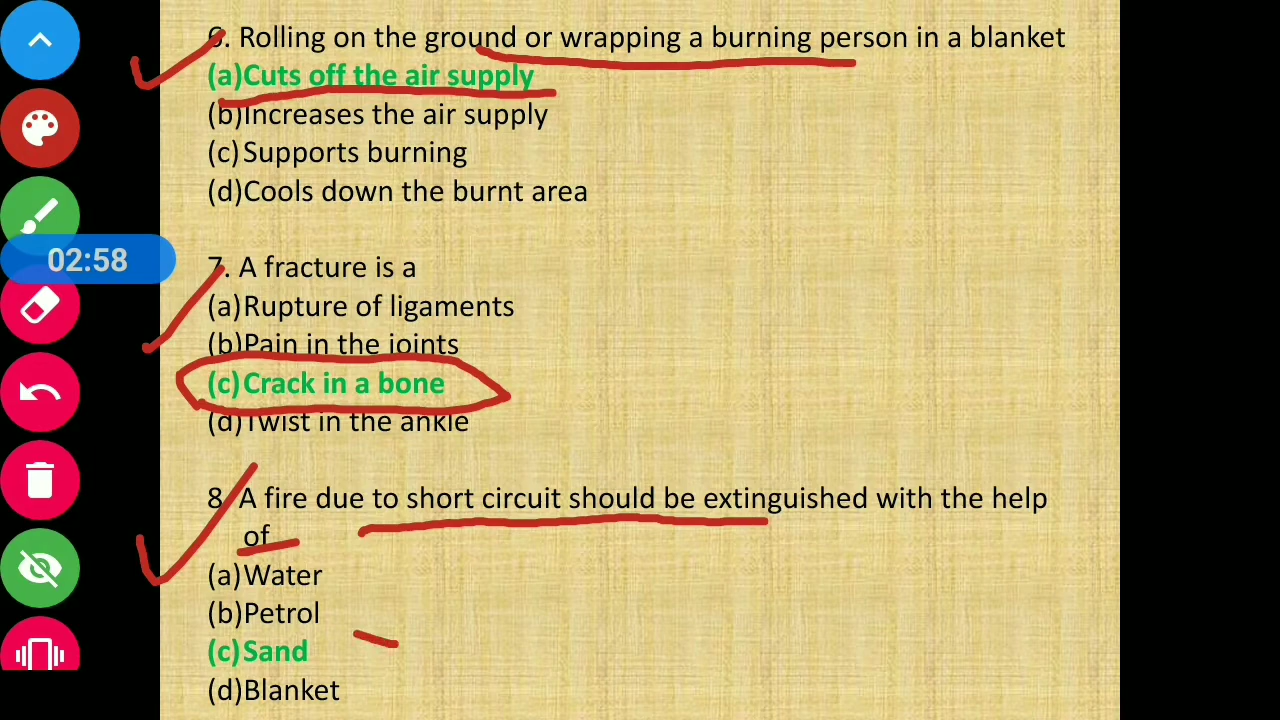 6. Rolling on the ground or wrapping a burning person in a blanket
(a)Cuts off the air supply
(b)Increases the air supply
(c)Supports burning
(d)Cools down the burnt area
02:58
7. A fracture is a
(a)Rupture of ligaments
(b)Pain in the joints
(c)Crack in a bone
(d)Twist in the ankle
8. A fire due to short circuit should be extinguished with the help
of
(a)Water
(b)Petrol
(c)Sand
(d)Blanket